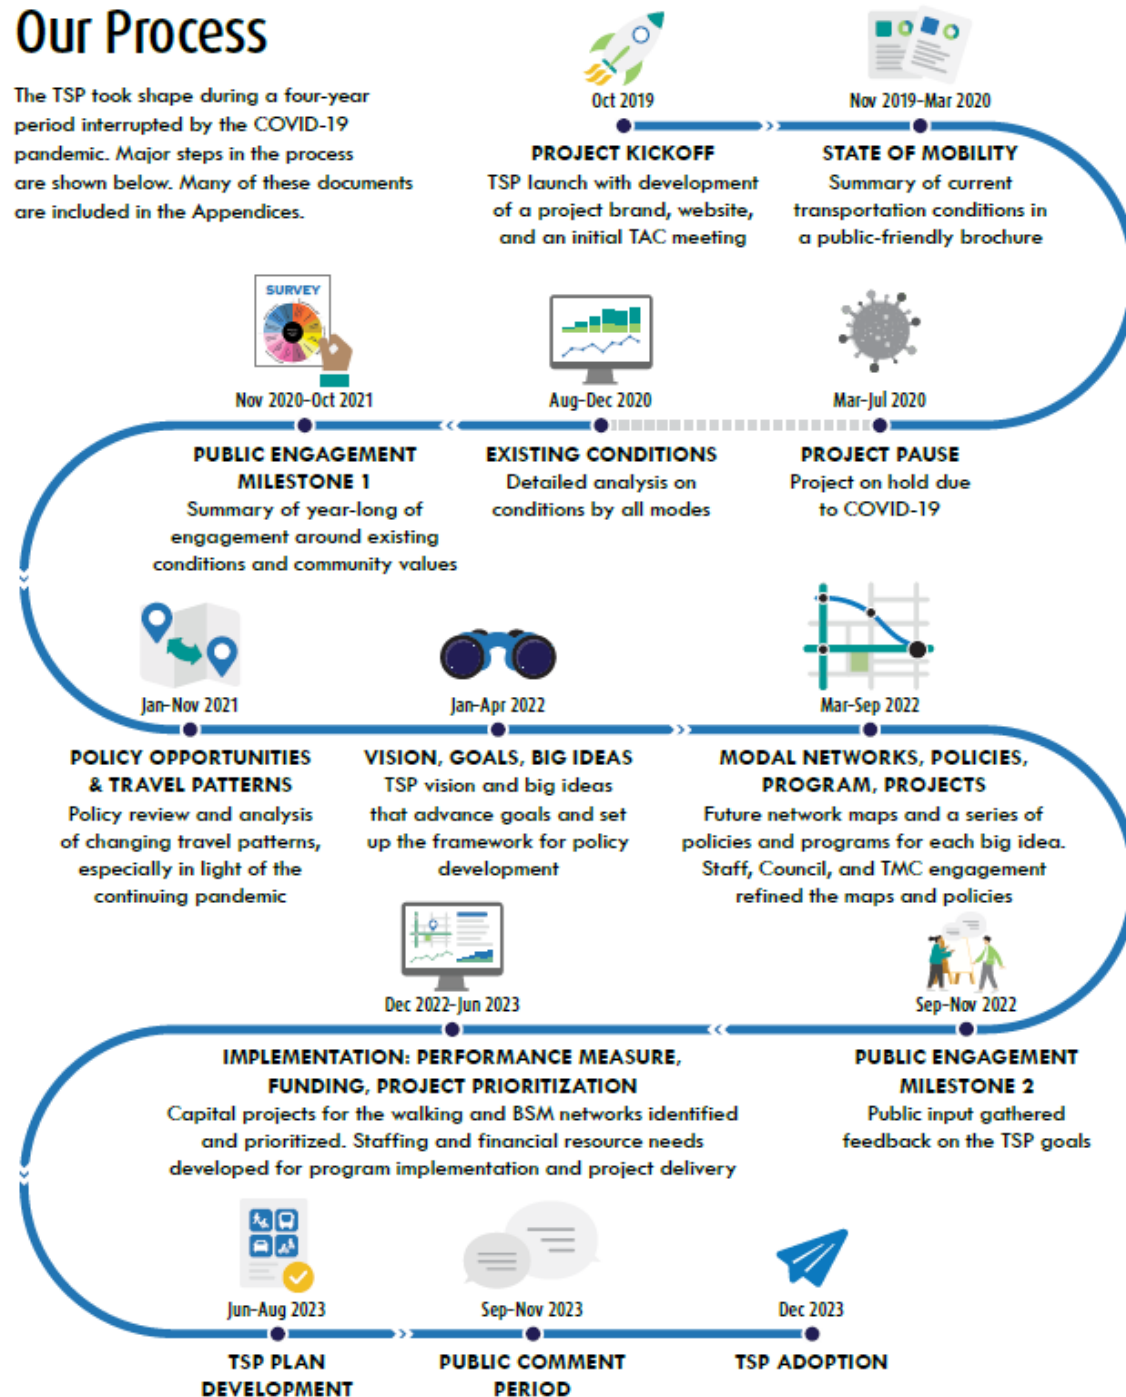 Our Process
The TSP took shape during a four-year
period interrupted by the COVID-19
pandemic. Major steps in the process
are shown below. Many of these documents
are included in the Appendices.
Oct 2019
PROJECT KICKOFF
TSP launch with development
of a project brand, website,
and an initial TAC meeting
Nov 2019–Mar 2020
STATE OF MOBILITY
Summary of current
transportation conditions in
a public-friendly brochure
Mar–Jul 2020
PROJECT PAUSE
Project on hold due
to COVID-19
Aug–Dec 2020
EXISTING CONDITIONS
Detailed analysis on
conditions by all modes
SURVEY
Nov 2020–Oct 2021
PUBLIC ENGAGEMENT
MILESTONE 1
Summary of year-long of
engagement around existing
conditions and community values
Jan–Nov 2021
POLICY OPPORTUNITIES
& TRAVEL PATTERNS
Policy review and analysis
of changing travel patterns,
especially in light of the
continuing pandemic
Jan–Apr 2022
VISION, GOALS, BIG IDEAS
TSP vision and big ideas
that advance goals and set
up the framework for policy
development
Mar–Sep 2022
MODAL NETWORKS, POLICIES,
PROGRAM, PROJECTS
Future network maps and a series of
policies and programs for each big idea.
Staff, Council, and TMC engagement
refined the maps and policies
Sep–Nov 2022
PUBLIC ENGAGEMENT
MILESTONE 2
Public input gathered
feedback on the TSP goals
Dec 2022–Jun 2023
IMPLEMENTATION: PERFORMANCE MEASURE,
FUNDING, PROJECT PRIORITIZATION
Capital projects for the walking and BSM networks identified
and prioritized. Staffing and financial resource needs
developed for program implementation and project delivery
Jun–Aug 2023
TSP PLAN
DEVELOPMENT
Sep–Nov 2023
PUBLIC COMMENT
PERIOD
Dec 2023
TSP ADOPTION